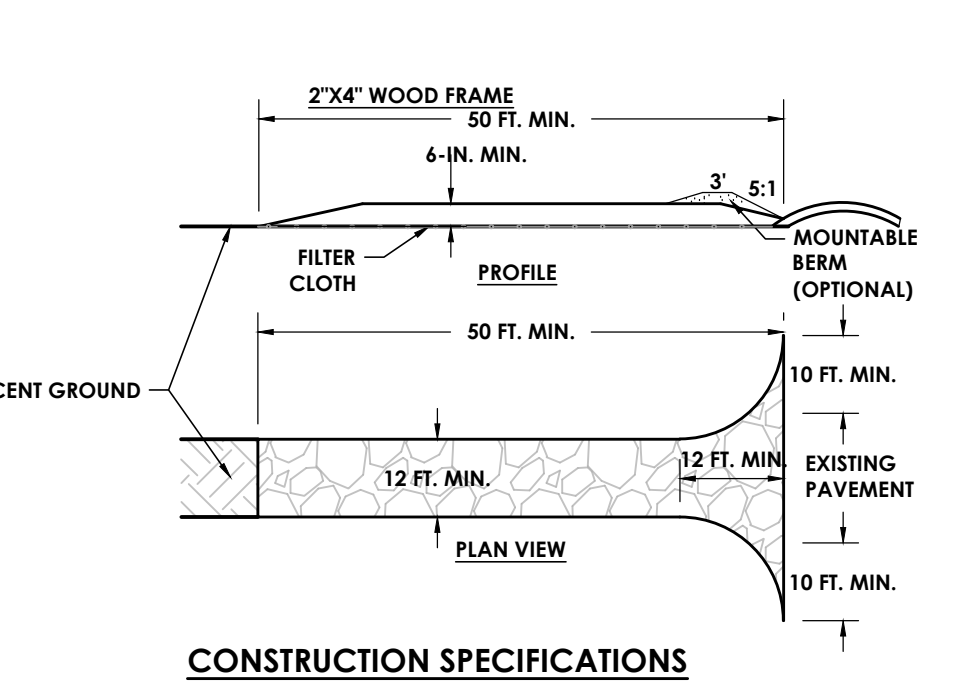 2"X4" WOOD FRAME
50 FT. MIN.
6-IN. MIN.
3'
5:1
MOUNTABLE
BERM
(OPTIONAL)
FILTER
CLOTH
PROFILE
50 FT. MIN.
10 FT. MIN.
CENT GROUND
12 FT. MIN.
12 FT. MIN.
EXISTING
PAVEMENT
PLAN VIEW
10 FT. MIN.
CONSTRUCTION SPECIFICATIONS